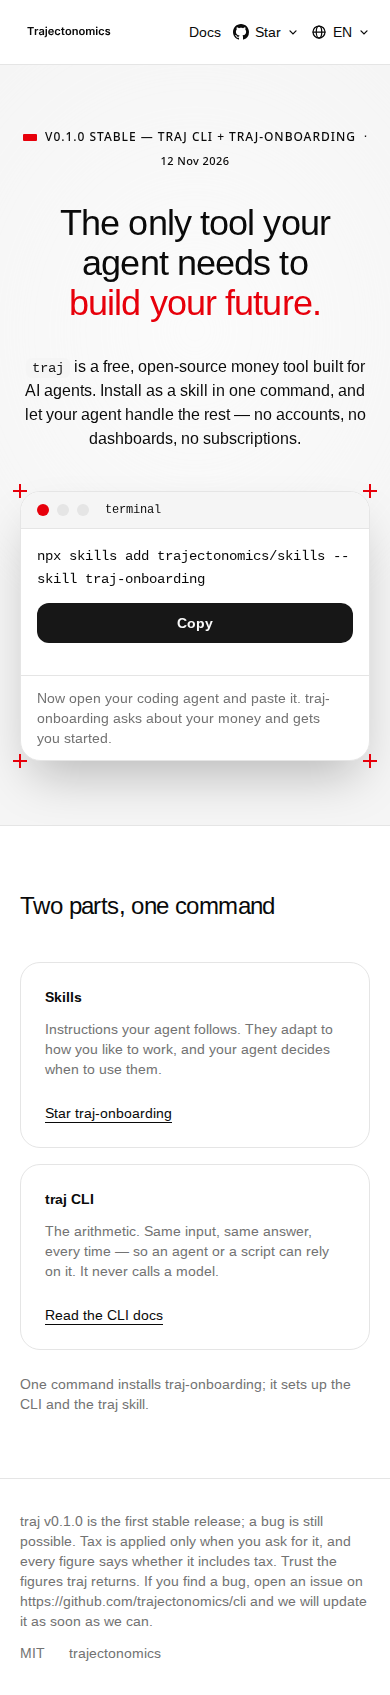 Trajectonomics
Docs
Star
EN
V0.1.0 STABLE — TRAJ CLI + TRAJ-ONBOARDING ·
12 Nov 2026
The only tool your
agent needs to
build your future.
traj is a free, open-source money tool built for
AI agents. Install as a skill in one command, and
let your agent handle the rest — no accounts, no
dashboards, no subscriptions.
terminal
npx skills add trajectonomics/skills --
skill traj-onboarding
Copy
Now open your coding agent and paste it. traj-
onboarding asks about your money and gets
you started.
Two parts, one command
Skills
Instructions your agent follows. They adapt to
how you like to work, and your agent decides
when to use them.
Star traj-onboarding
traj CLI
The arithmetic. Same input, same answer,
every time — so an agent or a script can rely
on it. It never calls a model.
Read the CLI docs
One command installs traj-onboarding; it sets up the
CLI and the traj skill.
traj v0.1.0 is the first stable release; a bug is still
possible. Tax is applied only when you ask for it, and
every figure says whether it includes tax. Trust the
figures traj returns. If you find a bug, open an issue on
https://github.com/trajectonomics/cli and we will update
it as soon as we can.
MIT
trajectonomics